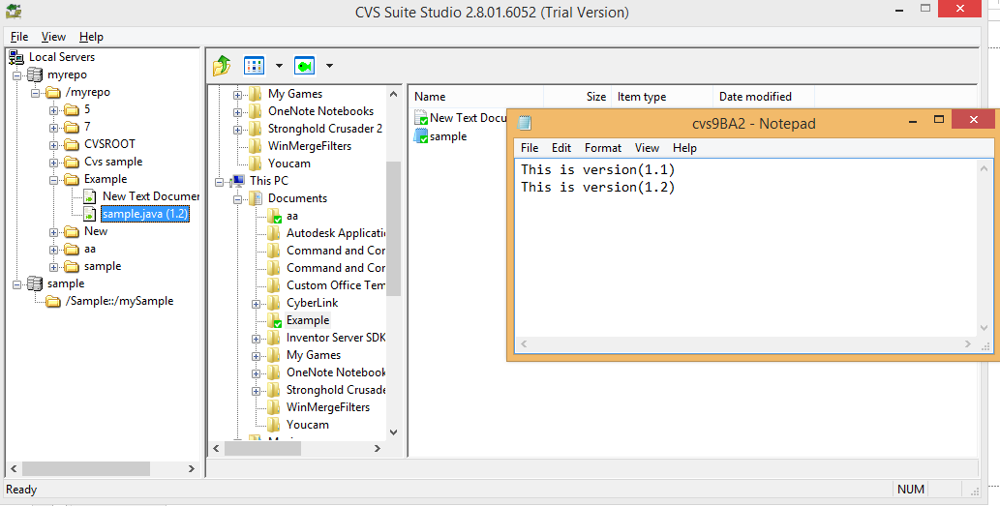 CVS Suite Studio 2.8.01.6052 (Trial Version)
File View Help
Local Servers
myrepo
/myrepo
5
7
CVSROOT
Cvs sample
Example
New Text Documer
sample.java (1.2)
New
aa
sample
sample
/Sample::/mySample
My Games
OneNote Notebooks
Stronghold Crusader 2
WinMergeFilters
Youcam
This PC
Documents
aa
Autodesk Applicati
Command and Cor
Command and Cor
Custom Office Tem
CyberLink
Example
Inventor Server SDK
My Games
OneNote Notebook
Stronghold Crusade
WinMergeFilters
Youcam
Name Size Item type Date modified
New Text Docu
sample
cvs9BA2 - Notepad
File Edit Format View Help
This is version(1.1)
This is version(1.2)
Ready NUM